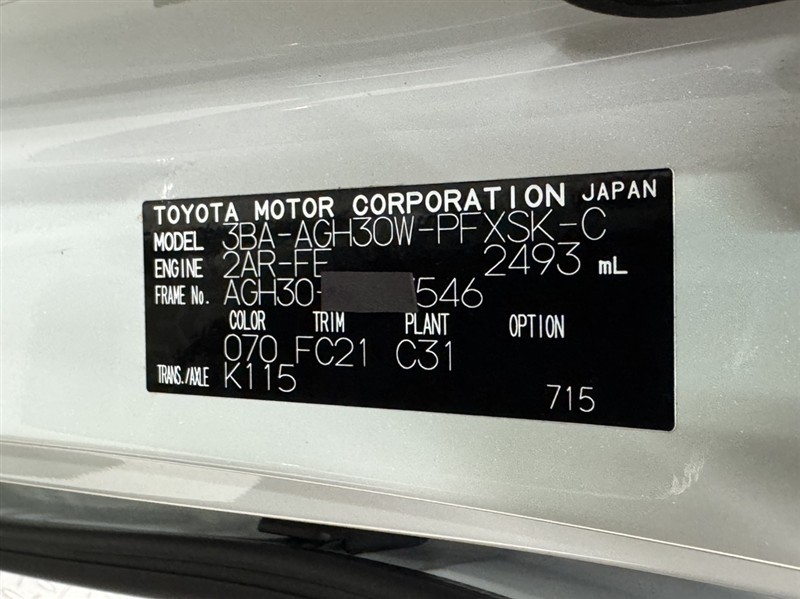 TOYOTA MOTOR CORPORATION JAPAN
MODEL 3BA-AGH30W-PFXSK-C
ENGINE 2AR-FE 2493 mL
FRAME No. AGH30- 546
COLOR TRIM PLANT OPTION
070 FC21 C31
TRANS./AXLE K115
715